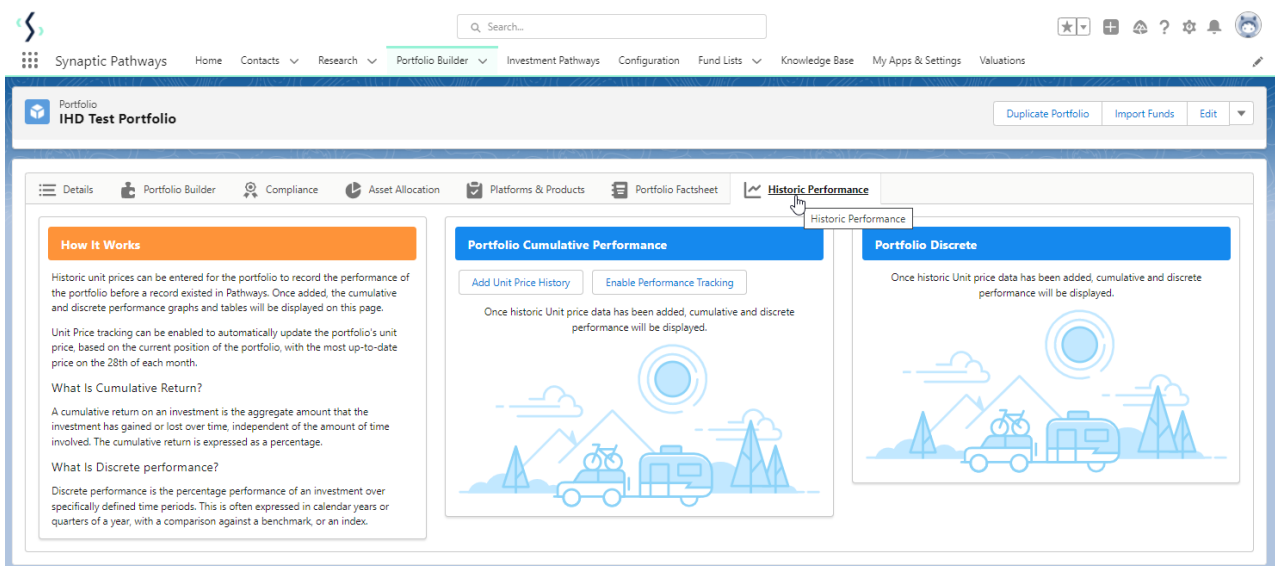 Search...
Synaptic Pathways
Home
Contacts
Research
Portfolio Builder
Investment Pathways
Configuration
Fund Lists
Knowledge Base
My Apps & Settings
Valuations
Portfolio
IHD Test Portfolio
Duplicate Portfolio
Import Funds
Edit
Details
Portfolio Builder
Compliance
Asset Allocation
Platforms & Products
Portfolio Factsheet
Historic Performance
Historic Performance
How It Works
Historic unit prices can be entered for the portfolio to record the performance of
the portfolio before a record existed in Pathways. Once added, the cumulative
and discrete performance graphs and tables will be displayed on this page.
Unit Price tracking can be enabled to automatically update the portfolio's unit
price, based on the current position of the portfolio, with the most up-to-date
price on the 28th of each month.
What Is Cumulative Return?
A cumulative return on an investment is the aggregate amount that the
investment has gained or lost over time, independent of the amount of time
involved. The cumulative return is expressed as a percentage.
What Is Discrete performance?
Discrete performance is the percentage performance of an investment over
specifically defined time periods. This is often expressed in calendar years or
quarters of a year, with a comparison against a benchmark, or an index.
Portfolio Cumulative Performance
Add Unit Price History
Enable Performance Tracking
Once historic Unit price data has been added, cumulative and discrete
performance will be displayed.
Portfolio Discrete
Once historic Unit price data has been added, cumulative and discrete
performance will be displayed.